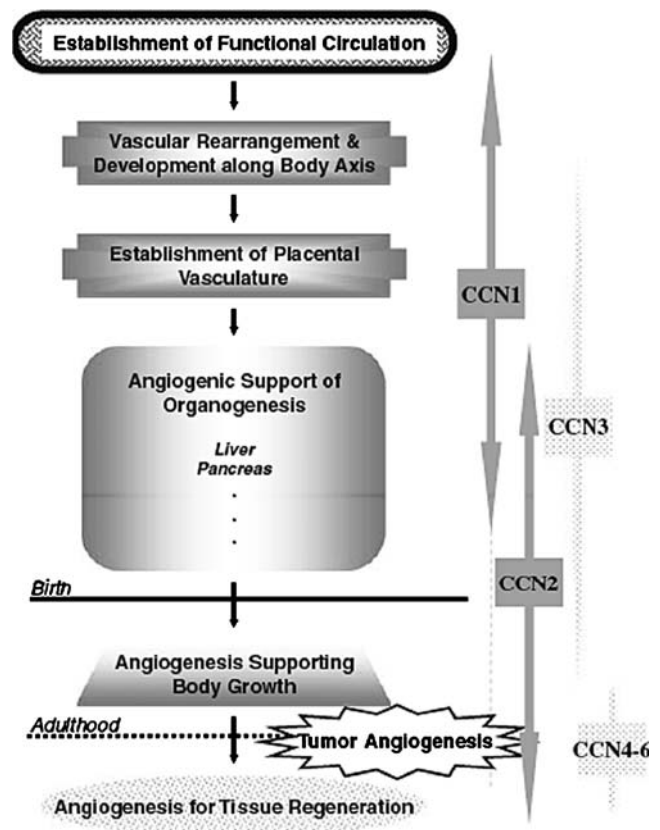 Establishment of Functional Circulation
Vascular Rearrangement &
Development along Body Axis
Establishment of Placental
Vasculature
CCN1
Angiogenic Support of
Organogenesis
CCN3
Liver
Pancreas
Birth
CCN2
Angiogenesis Supporting
Body Growth
Adulthood
Tumor Angiogenesis
CCN4-6
Angiogenesis for Tissue Regeneration